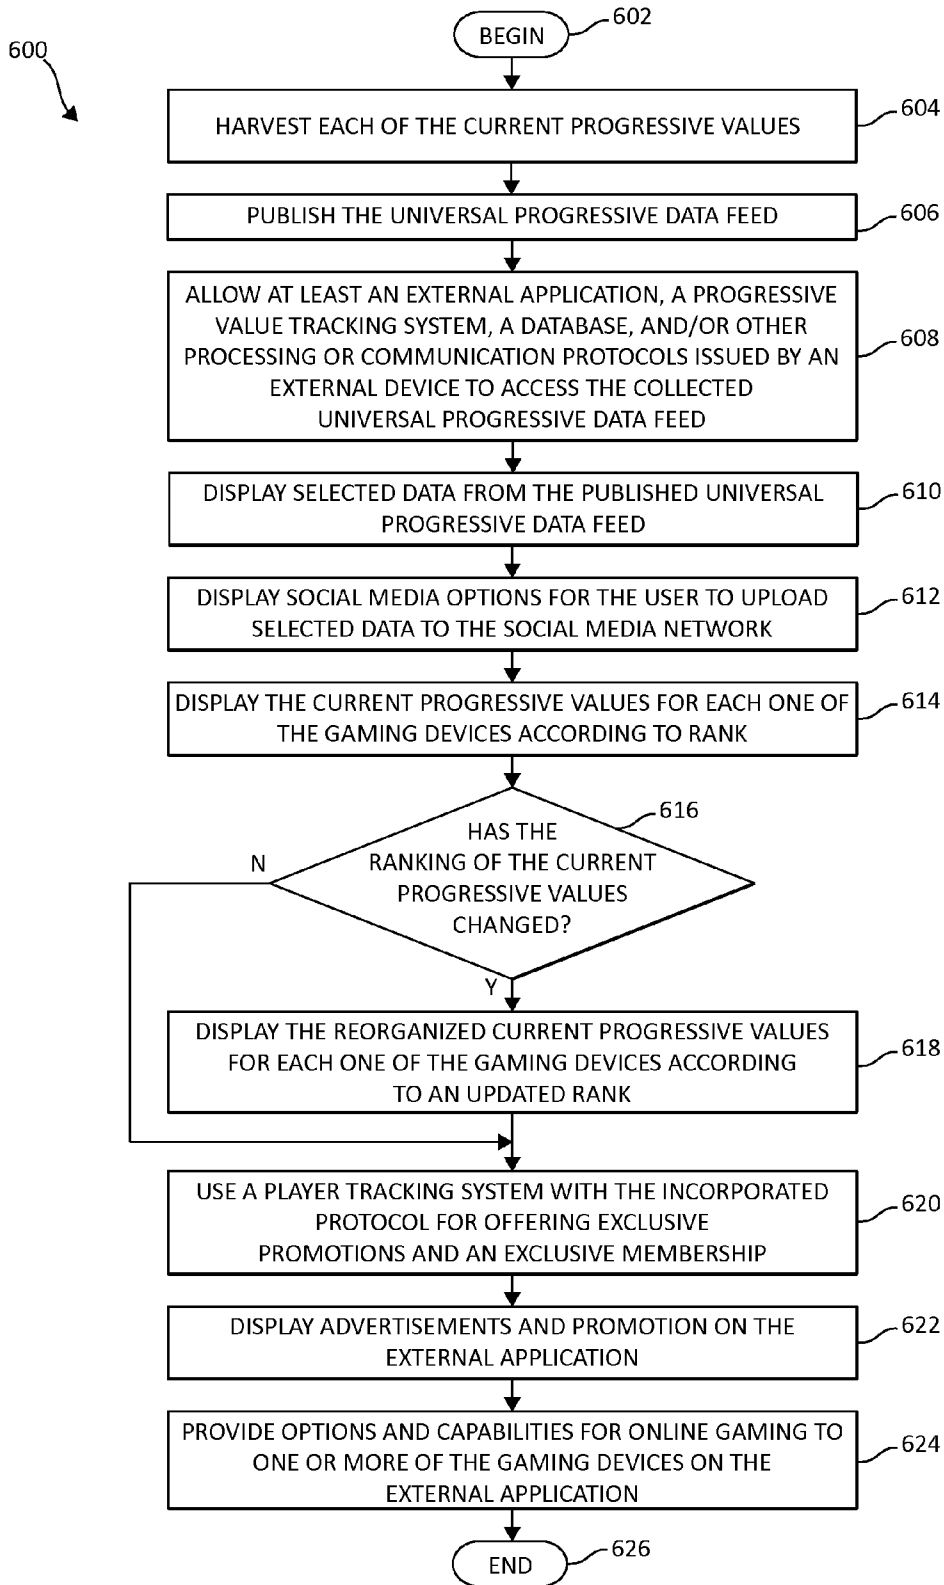 600
BEGIN
602
HARVEST EACH OF THE CURRENT PROGRESSIVE VALUES
604
PUBLISH THE UNIVERSAL PROGRESSIVE DATA FEED
606
ALLOW AT LEAST AN EXTERNAL APPLICATION, A PROGRESSIVE
VALUE TRACKING SYSTEM, A DATABASE, AND/OR OTHER
PROCESSING OR COMMUNICATION PROTOCOLS ISSUED BY AN
EXTERNAL DEVICE TO ACCESS THE COLLECTED
UNIVERSAL PROGRESSIVE DATA FEED
608
DISPLAY SELECTED DATA FROM THE PUBLISHED UNIVERSAL
PROGRESSIVE DATA FEED
610
DISPLAY SOCIAL MEDIA OPTIONS FOR THE USER TO UPLOAD
SELECTED DATA TO THE SOCIAL MEDIA NETWORK
612
DISPLAY THE CURRENT PROGRESSIVE VALUES FOR EACH ONE OF
THE GAMING DEVICES ACCORDING TO RANK
614
HAS THE
RANKING OF THE CURRENT
PROGRESSIVE VALUES
CHANGED?
616
N
Y
DISPLAY THE REORGANIZED CURRENT PROGRESSIVE VALUES
FOR EACH ONE OF THE GAMING DEVICES ACCORDING
TO AN UPDATED RANK
618
USE A PLAYER TRACKING SYSTEM WITH THE INCORPORATED
PROTOCOL FOR OFFERING EXCLUSIVE
PROMOTIONS AND AN EXCLUSIVE MEMBERSHIP
620
DISPLAY ADVERTISEMENTS AND PROMOTION ON THE
EXTERNAL APPLICATION
622
PROVIDE OPTIONS AND CAPABILITIES FOR ONLINE GAMING TO
ONE OR MORE OF THE GAMING DEVICES ON THE
EXTERNAL APPLICATION
624
END
626